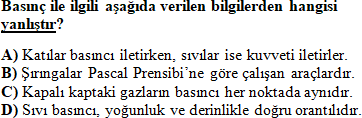 Basınç ile ilgili aşağıda verilen bilgilerden hangisi
yanlıştır?
A) Katılar basıncı iletirken, sıvılar ise kuvveti iletirler.
B) Şırıngalar Pascal Prensibi’ne göre çalışan araçlardır.
C) Kapalı kaptaki gazların basıncı her noktada aynıdır.
D) Sıvı basıncı, yoğunluk ve derinlikle doğru orantılıdır.